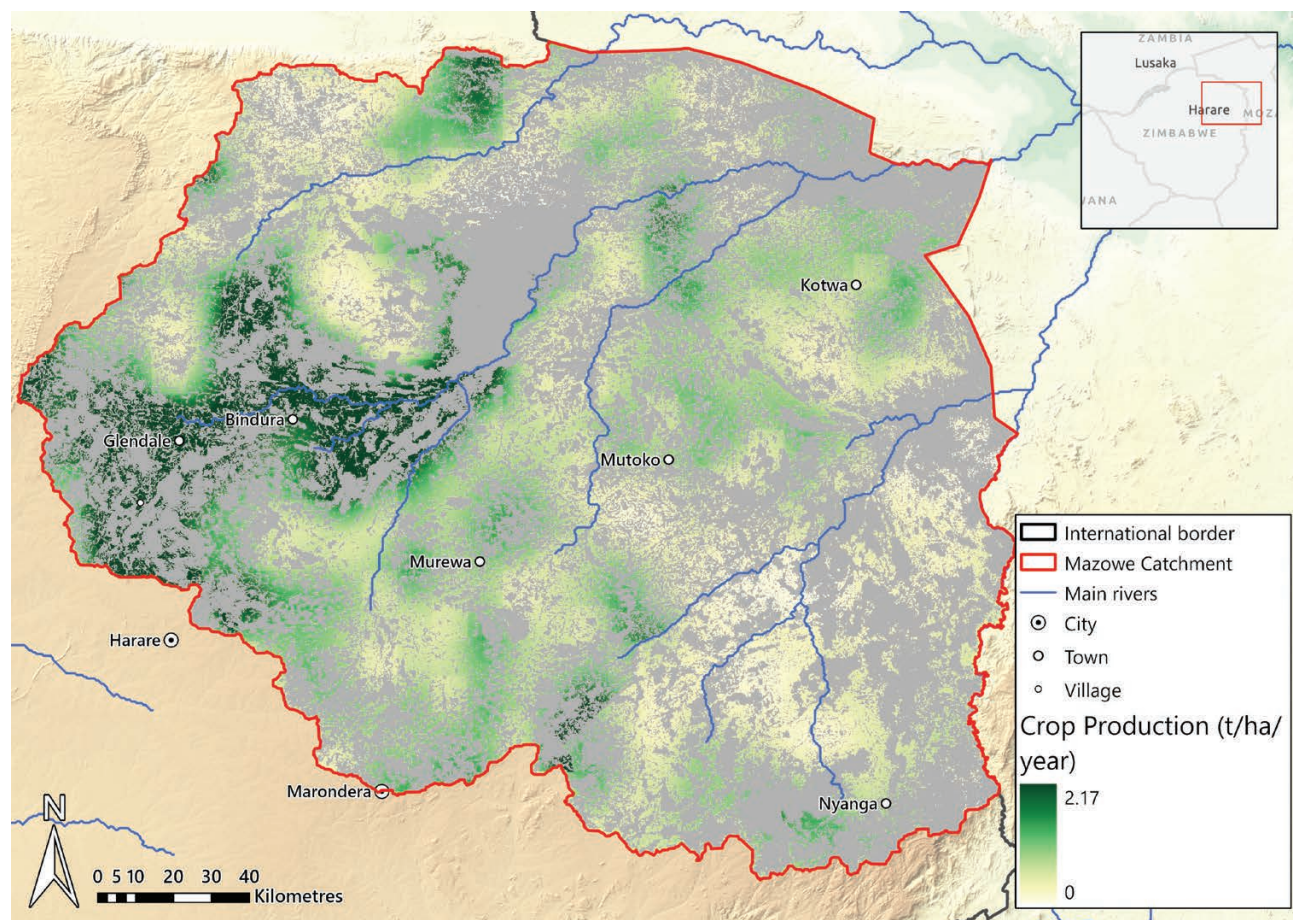 ZAMBIA
Lusaka
Harare
MOZA
ZIMBABWE
WANA
Kotwa
Bindura
Glendale
Mutoko
Murewa
Harare
Marondera
Nyanga
International border
Mazowe Catchment
Main rivers
City
Town
Village
Crop Production (t/ha/
year)
2.17
0
N
0 5 10 20 30 40
Kilometres